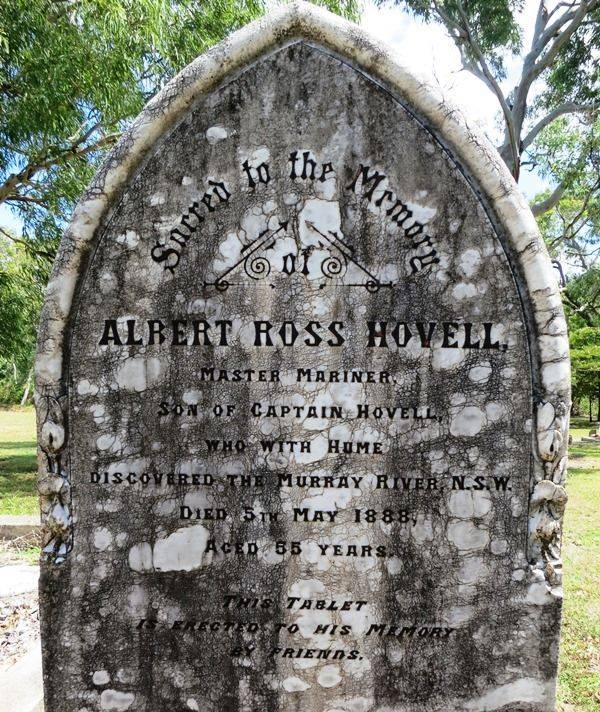 Sacred to the Memory
of
ALBERT ROSS HOVELL,
MASTER MARINER,
SON OF CAPTAIN HOVELL,
WHO WITH HUME
DISCOVERED THE MURRAY RIVER, N.S.W.
DIED 5TH MAY 1888,
AGED 55 YEARS.
THIS TABLET
IS ERECTED TO HIS MEMORY
BY FRIENDS.